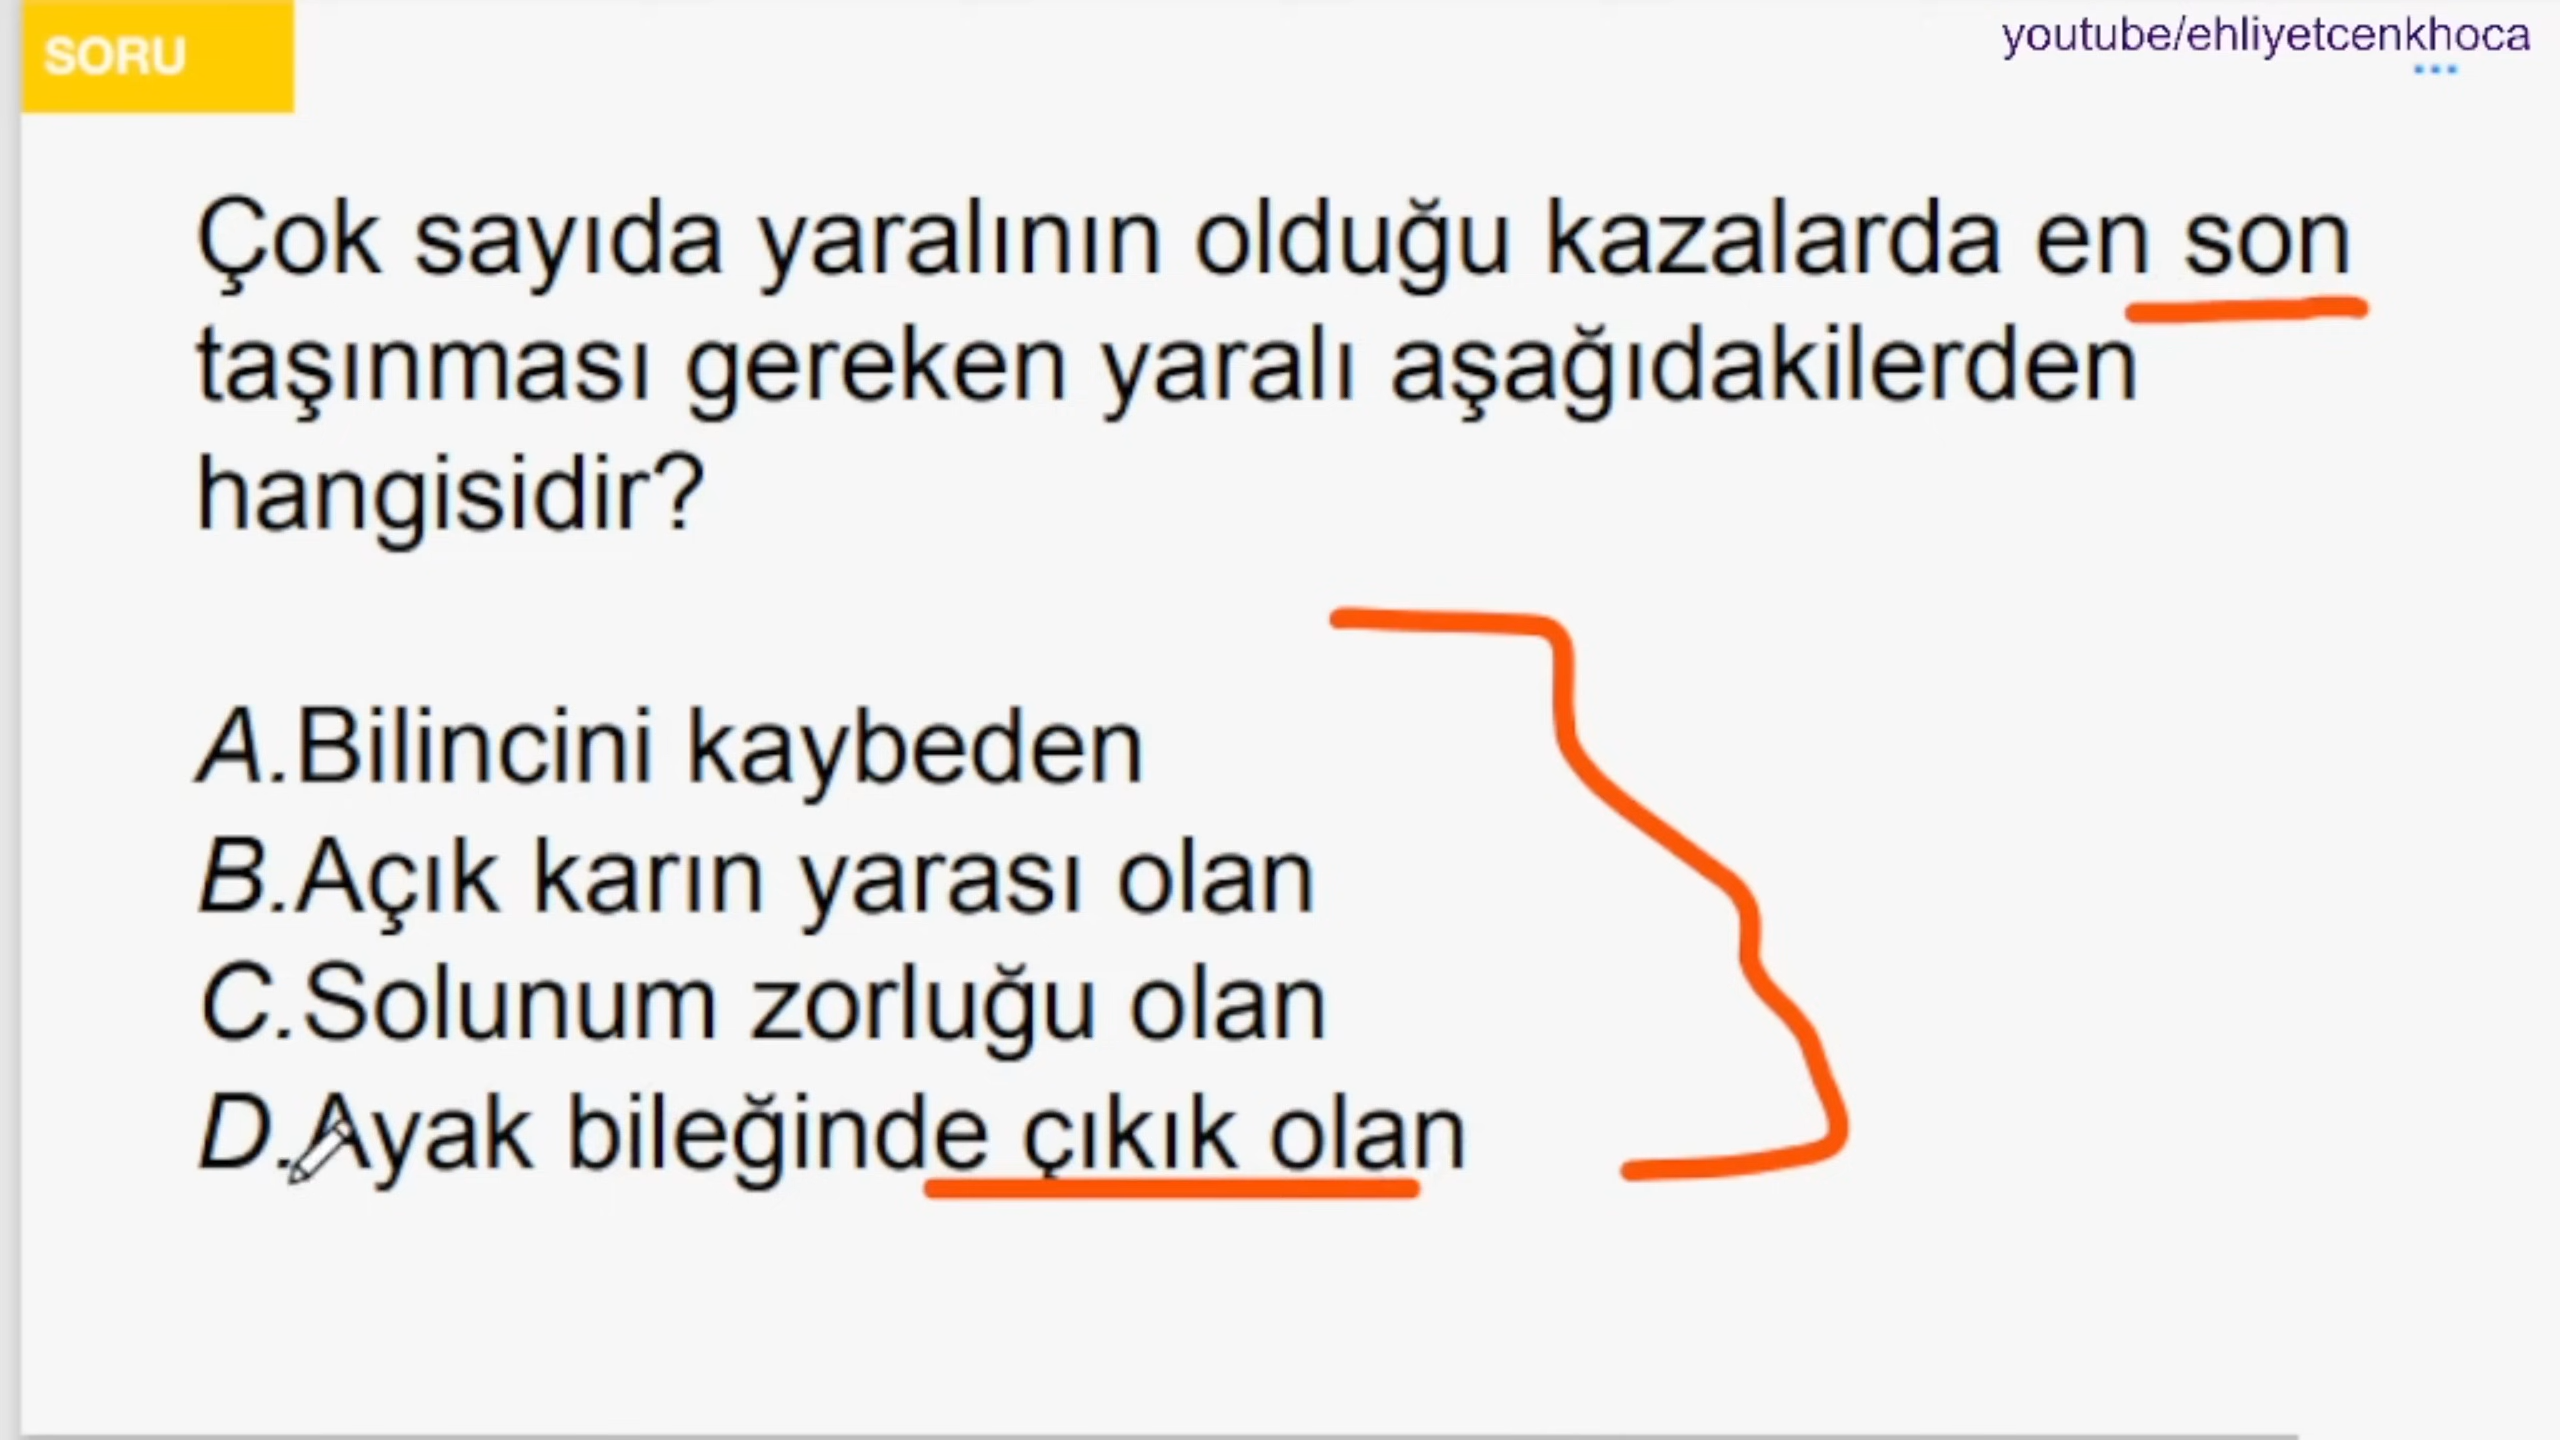 SORU
youtube/ehliyetcenkhoca
Çok sayıda yaralının olduğu kazalarda en son
taşınması gereken yaralı aşağıdakilerden
hangisidir?
A.Bilincini kaybeden
B.Açık karın yarası olan
C.Solunum zorluğu olan
D.Ayak bileğinde çıkık olan